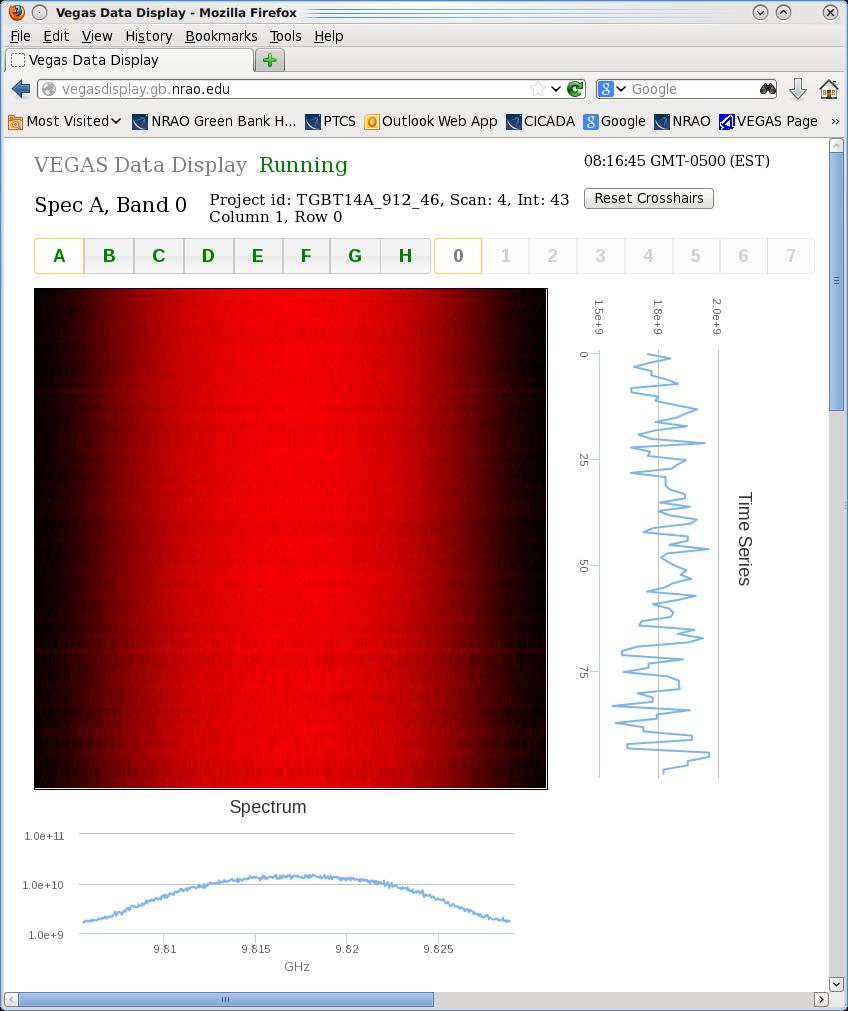 Vegas Data Display - Mozilla Firefox
File Edit View History Bookmarks Tools Help
Vegas Data Display
vegasdisplay.gb.nrao.edu
Google
Most Visited NRAO Green Bank H... PTCS Outlook Web App CICADA Google NRAO VEGAS Page »
VEGAS Data Display Running
08:16:45 GMT-0500 (EST)
Spec A, Band 0
Project id: TGBT14A_912_46, Scan: 4, Int: 43
Column 1, Row 0
Reset Crosshairs
A B C D E F G H 0 1 2 3 4 5 6 7
1.5e+9 1.8e+9 2.0e+9
0
25
50
75
Time Series
Spectrum
1.0e+11
1.0e+10
1.0e+9
9.81 9.815 9.82 9.825
GHz